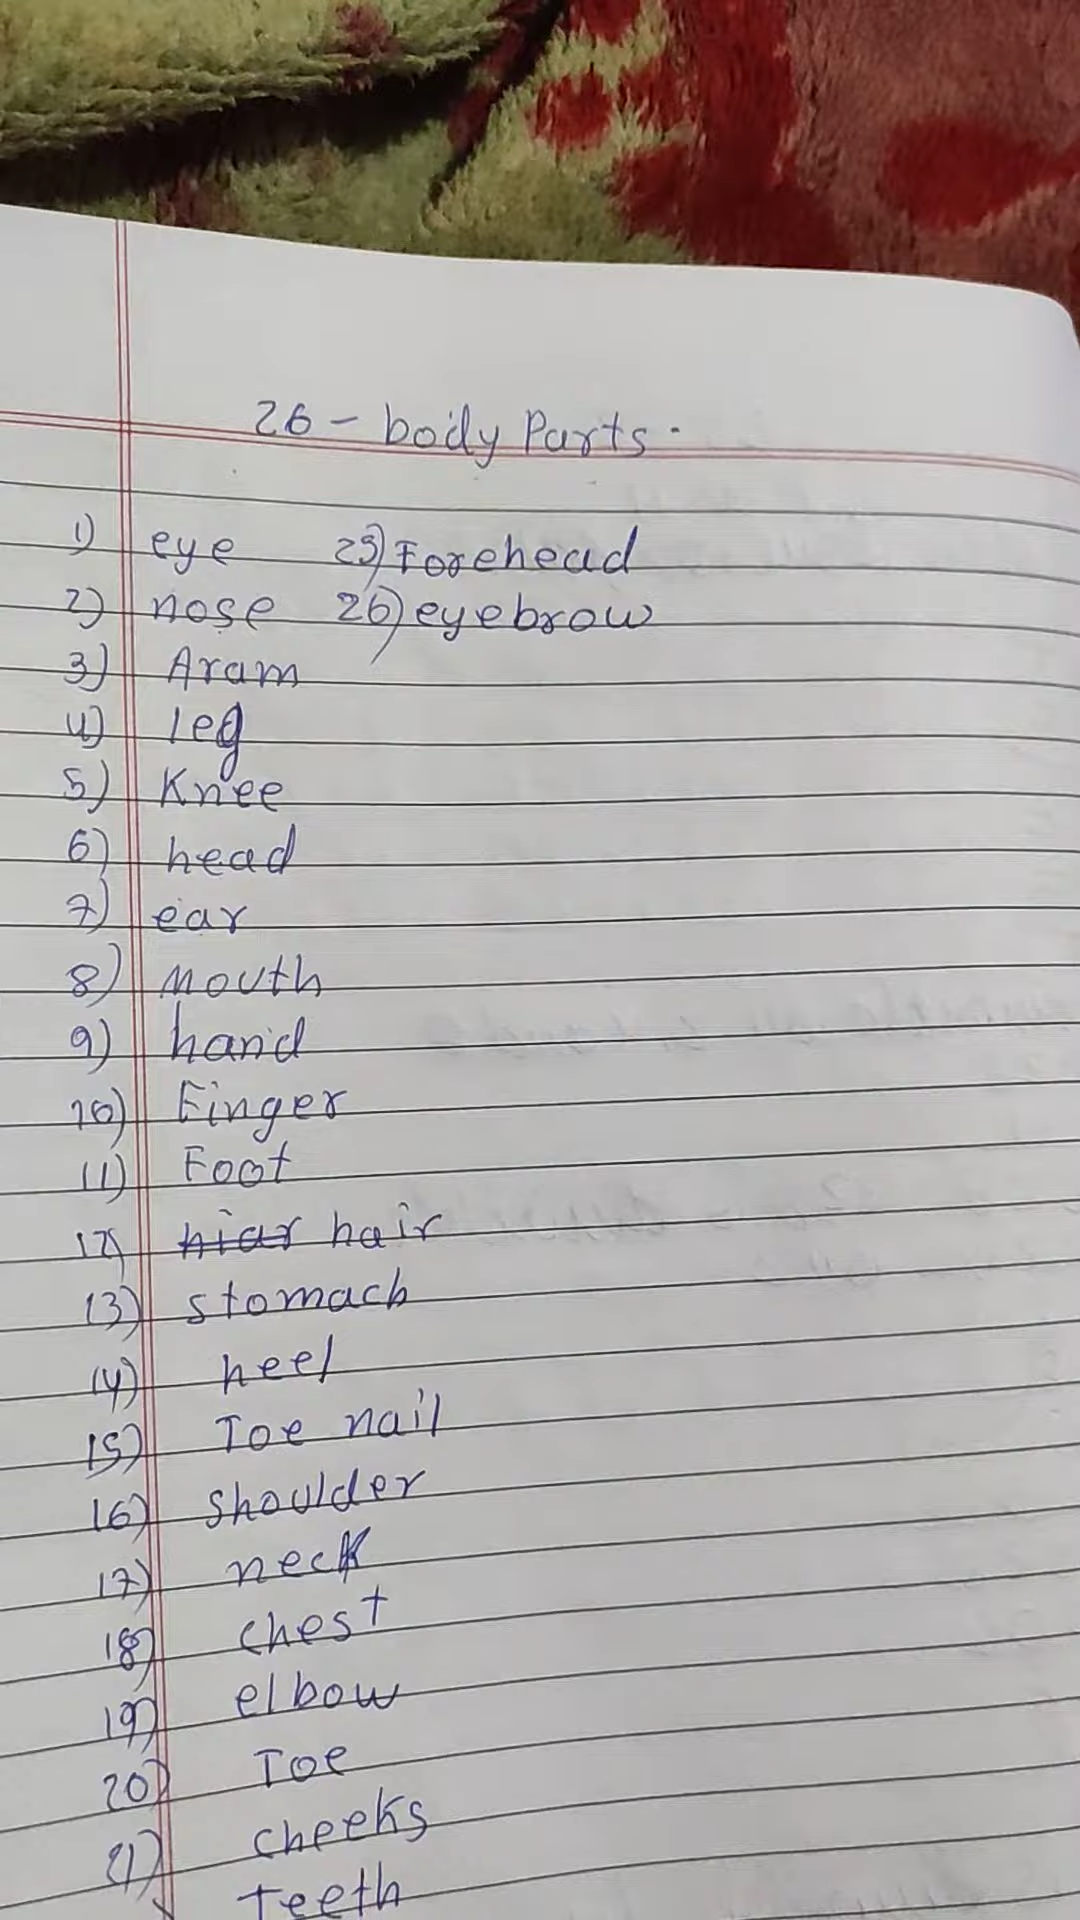 26 - body Parts.
1) eye 25) Forehead
2) nose 26) eyebrow
3) Aram
4) leg
5) Knee
6) head
7) ear
8) Mouth
9) hand
10) Finger
11) Foot
12) hiar hair
13) stomach
14) heel
15) Toe nail
16) shoulder
17) neck
18) chest
19) elbow
20) Toe
21) cheeks
Teeth